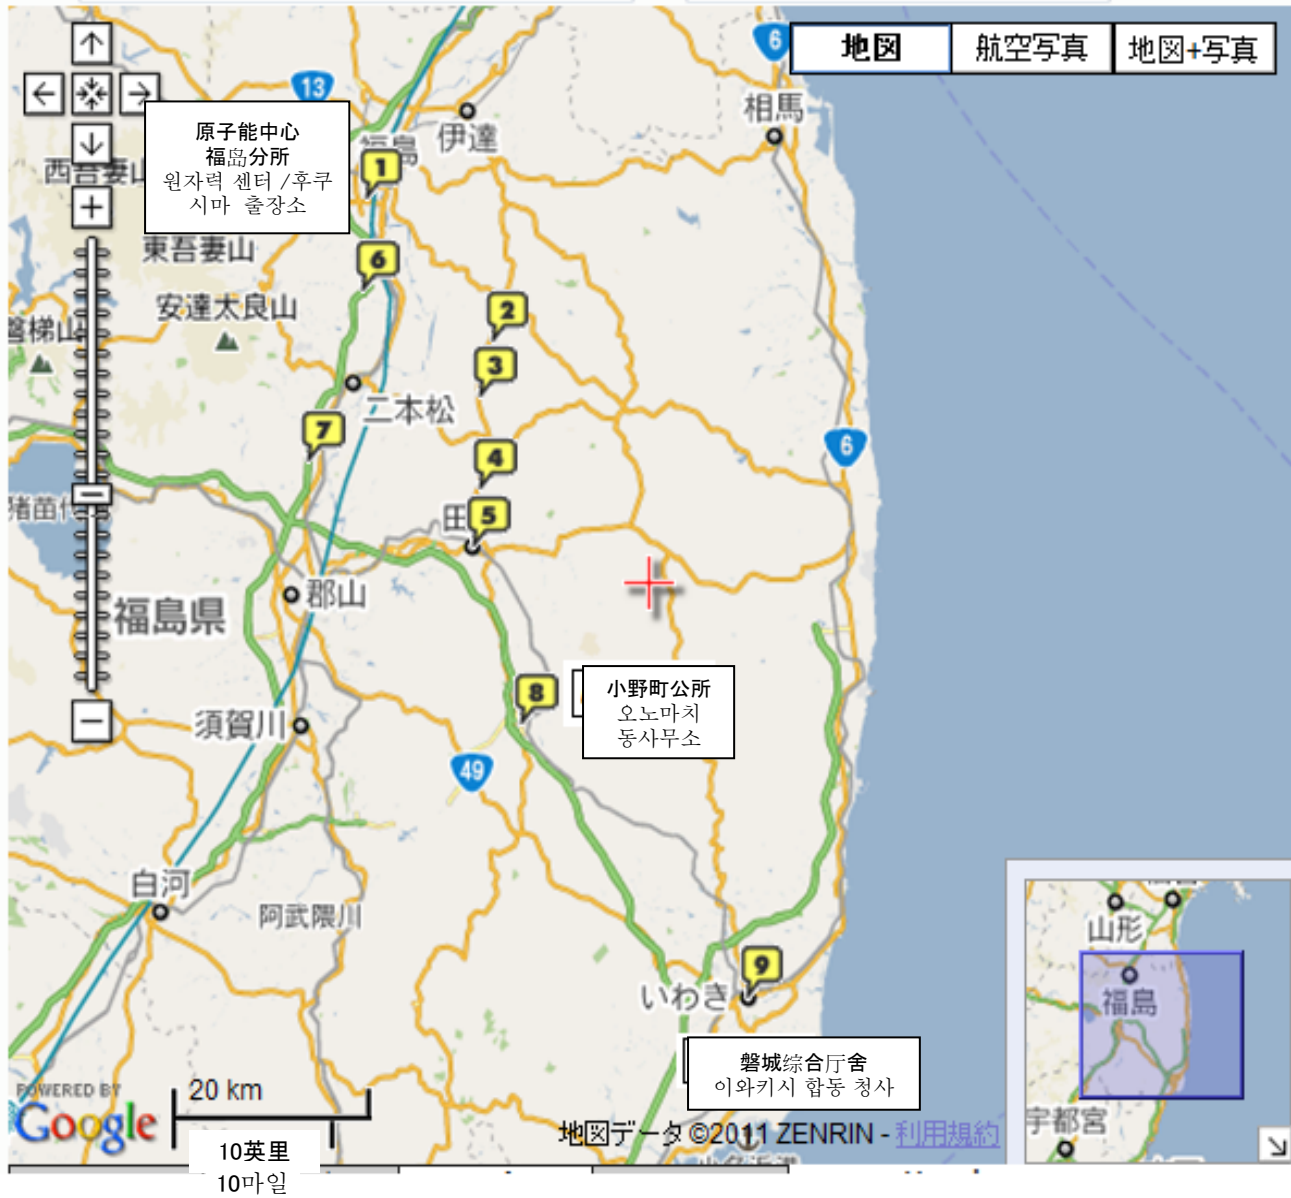 6
地図
航空写真
地図+写真
13
相馬
伊達
原子能中心
福岛分所
원자력 센터 /후쿠
시마 출장소
福島
1
西吾妻山
東吾妻山
6
安達太良山
2
磐梯山
3
二本松
7
6
4
猪苗代
5
郡山
福島県
小野町公所
오노마치
동사무소
8
須賀川
49
白河
阿武隈川
山形
9
いわき
福島
磐城综合厅舍
이와키시 합동 청사
POWERED BY
Google
20 km
宇都宮
地図データ ©2011 ZENRIN - 利用規約
10英里
10마일